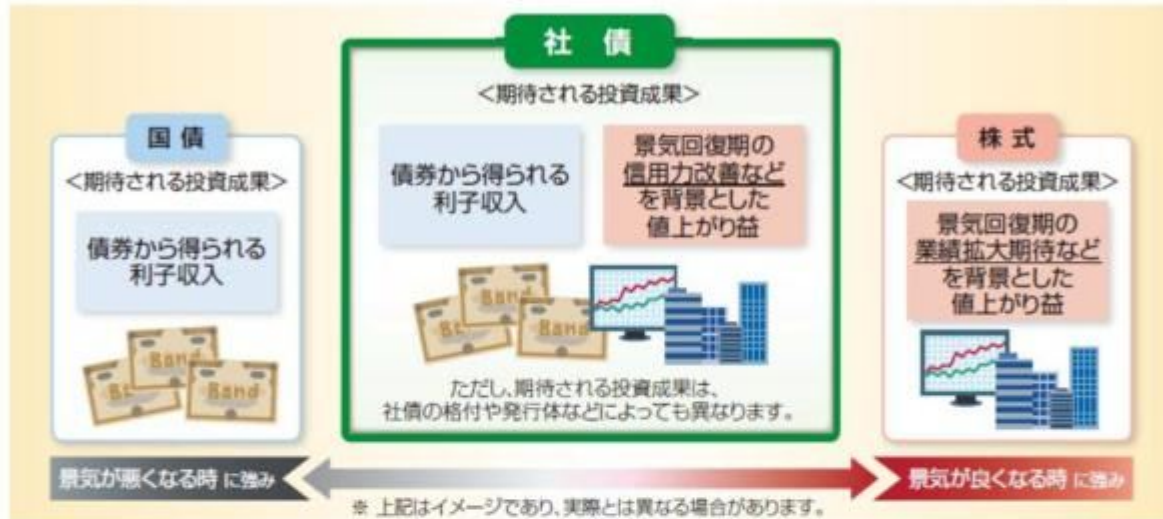 社 債
<期待される投資成果>
債券から得られる
利子収入
景気回復期の
信用力改善など
を背景とした
値上がり益
Band
Band
Band
ただし、期待される投資成果は、
社債の格付や発行体などによっても異なります。
国 債
<期待される投資成果>
債券から得られる
利子収入
Band
Band
Band
株 式
<期待される投資成果>
景気回復期の
業績拡大期待など
を背景とした
値上がり益
景気が悪くなる時 に強み
景気が良くなる時 に強み
※ 上記はイメージであり、実際とは異なる場合があります。